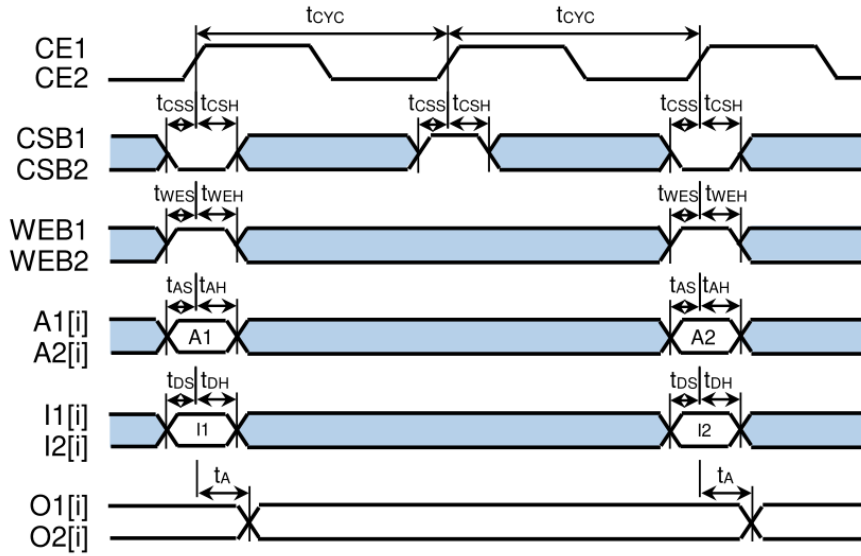 tCYC tCYC
CE1
CE2
tCSS tCSH tCSS tCSH tCSS tCSH
CSB1
CSB2
tWES tWEH tWES tWEH
WEB1
WEB2
tAS tAH tAS tAH
A1[i] A1 A2
A2[i]
tDS tDH tDS tDH
I1[i] I1 I2
I2[i]
tA tA
O1[i]
O2[i]